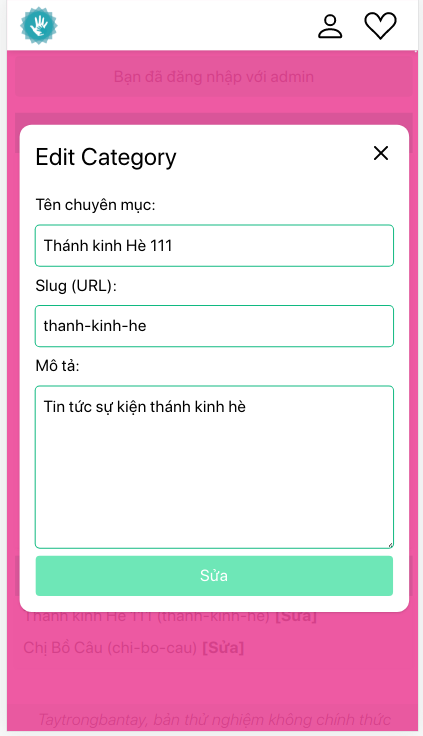 Bạn đã đăng nhập với admin
Edit Category
Tên chuyên mục:
Thánh kinh Hè 111
Slug (URL):
thanh-kinh-he
Mô tả:
Tin tức sự kiện thánh kinh hè
Sửa
Thánh kinh Hè 111 (thanh-kinh-he) [Sửa]
Chị Bồ Câu (chi-bo-cau) [Sửa]
Taytrongbantay, bản thử nghiệm không chính thức